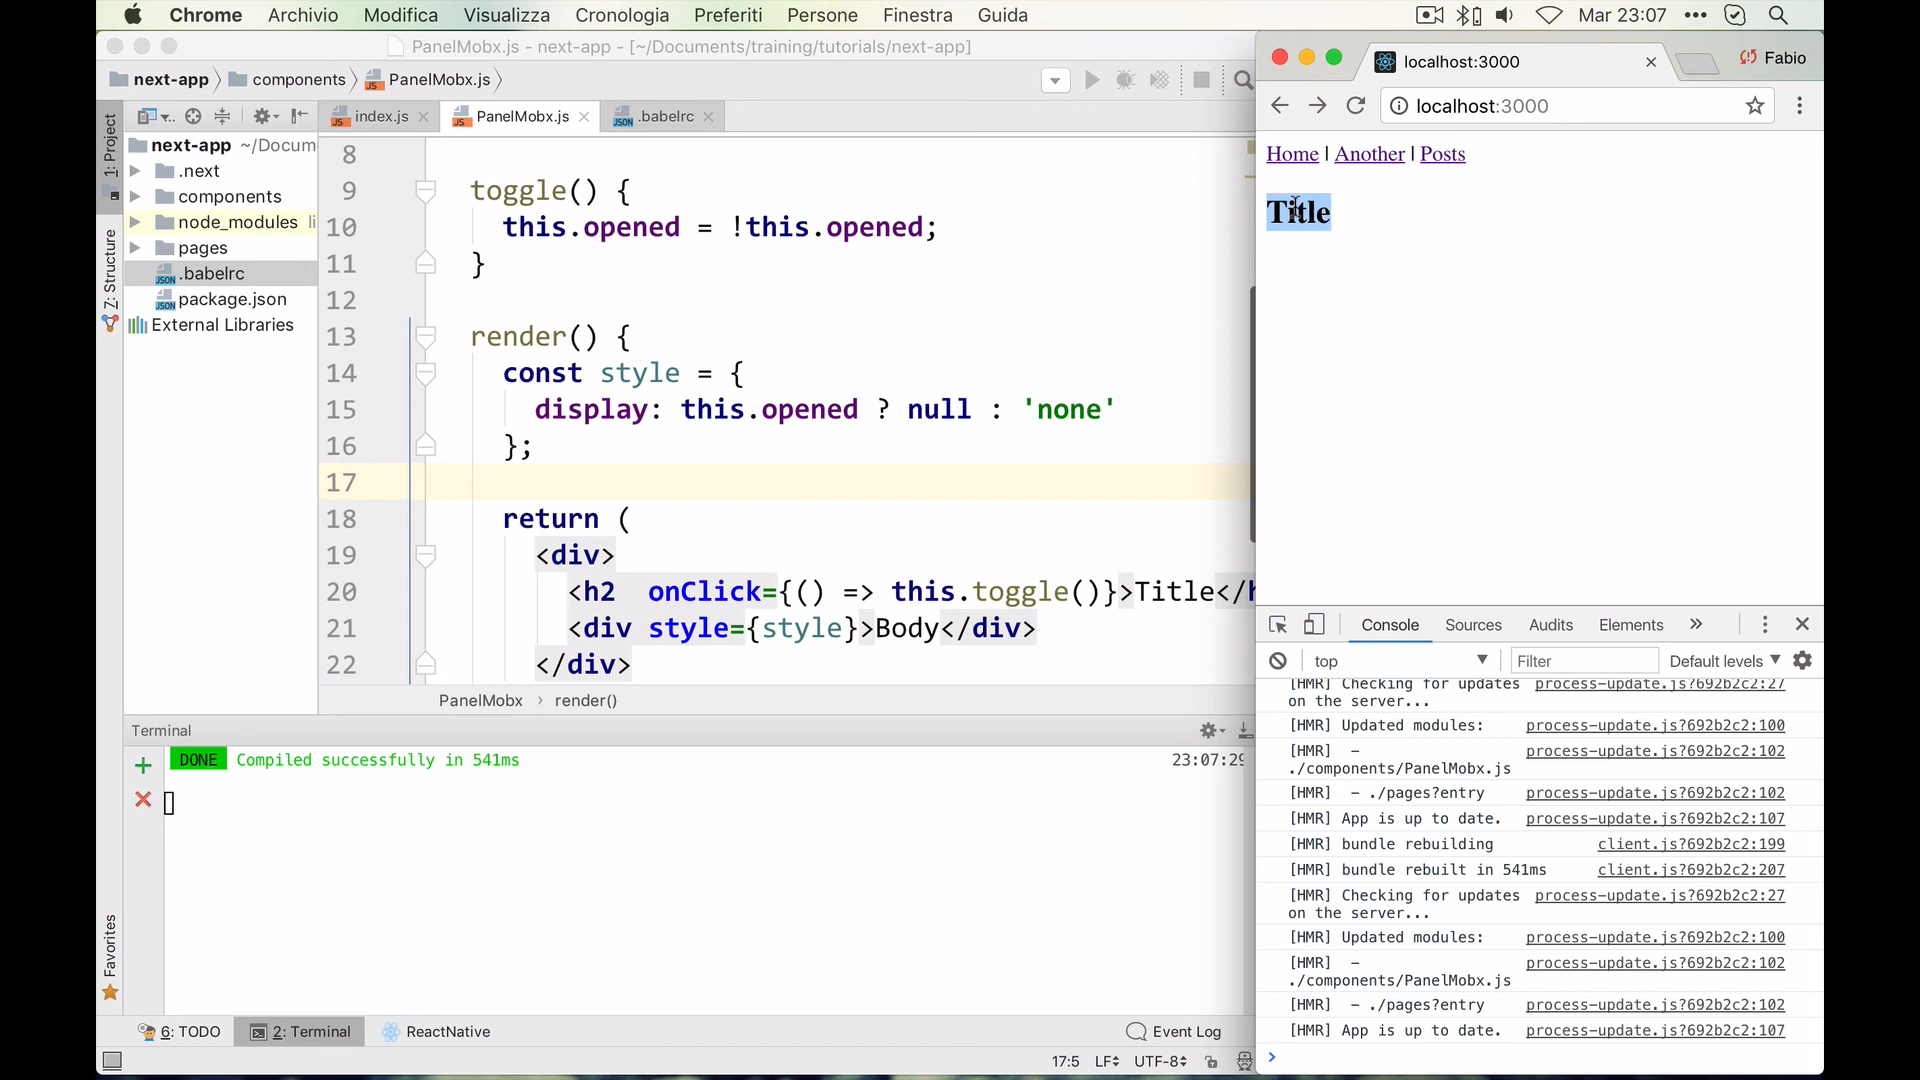 Chrome Archivio Modifica Visualizza Cronologia Preferiti Persone Finestra Guida Mar 23:07
PanelMobx.js - next-app - [~/Documents/training/tutorials/next-app]
next-app components PanelMobx.js
index.js PanelMobx.js .babelrc
1: Project
Z: Structure
Favorites
next-app ~/Docum
.next
components
node_modules li
pages
.babelrc
package.json
External Libraries
8
9 toggle() {
10 this.opened = !this.opened;
11 }
12
13 render() {
14 const style = {
15 display: this.opened ? null : 'none'
16 };
17
18 return (
19 <div>
20 <h2 onClick={() => this.toggle()}>Title</h
21 <div style={style}>Body</div>
22 </div>
PanelMobx › render()
Terminal
DONE Compiled successfully in 541ms 23:07:29
6: TODO 2: Terminal ReactNative Event Log
17:5 LF UTF-8
localhost:3000 Fabio
localhost:3000
Home | Another | Posts
Title
Console Sources Audits Elements »
top Filter Default levels
[HMR] Checking for updates process-update.js?692b2c2:27
on the server...
[HMR] Updated modules: process-update.js?692b2c2:100
[HMR] - process-update.js?692b2c2:102
./components/PanelMobx.js
[HMR] - ./pages?entry process-update.js?692b2c2:102
[HMR] App is up to date. process-update.js?692b2c2:107
[HMR] bundle rebuilding client.js?692b2c2:199
[HMR] bundle rebuilt in 541ms client.js?692b2c2:207
[HMR] Checking for updates process-update.js?692b2c2:27
on the server...
[HMR] Updated modules: process-update.js?692b2c2:100
[HMR] - process-update.js?692b2c2:102
./components/PanelMobx.js
[HMR] - ./pages?entry process-update.js?692b2c2:102
[HMR] App is up to date. process-update.js?692b2c2:107